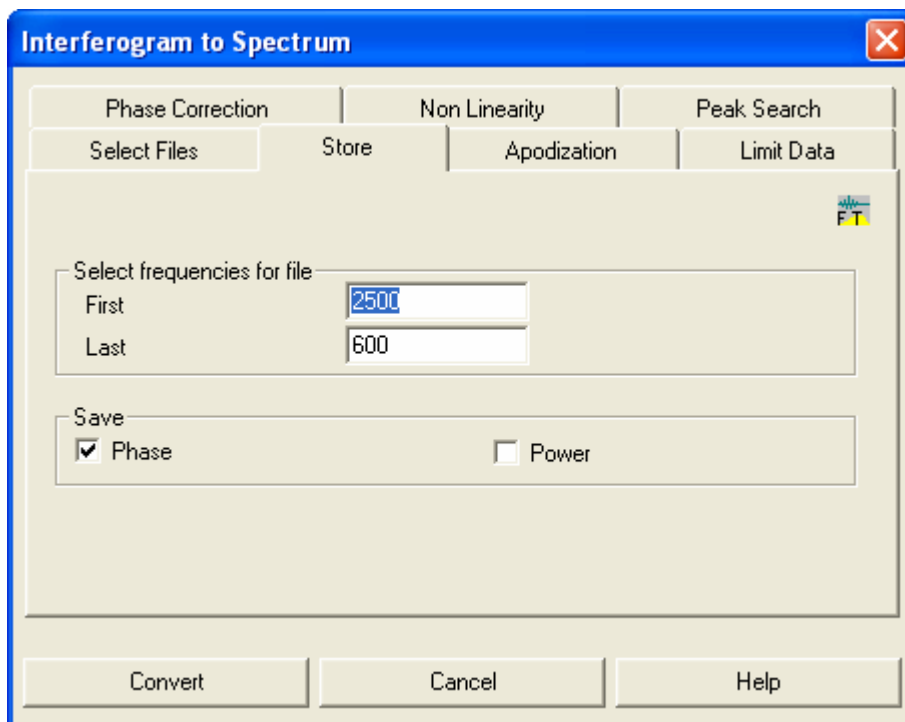 Interferogram to Spectrum
Phase Correction Non Linearity Peak Search
Select Files Store Apodization Limit Data
FT
Select frequencies for file
First 2500
Last 600
Save
Phase Power
Convert Cancel Help